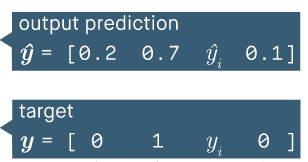 output prediction
ŷ = [0.2 0.7 ŷᵢ 0.1]
target
y = [ 0 1 yᵢ 0 ]